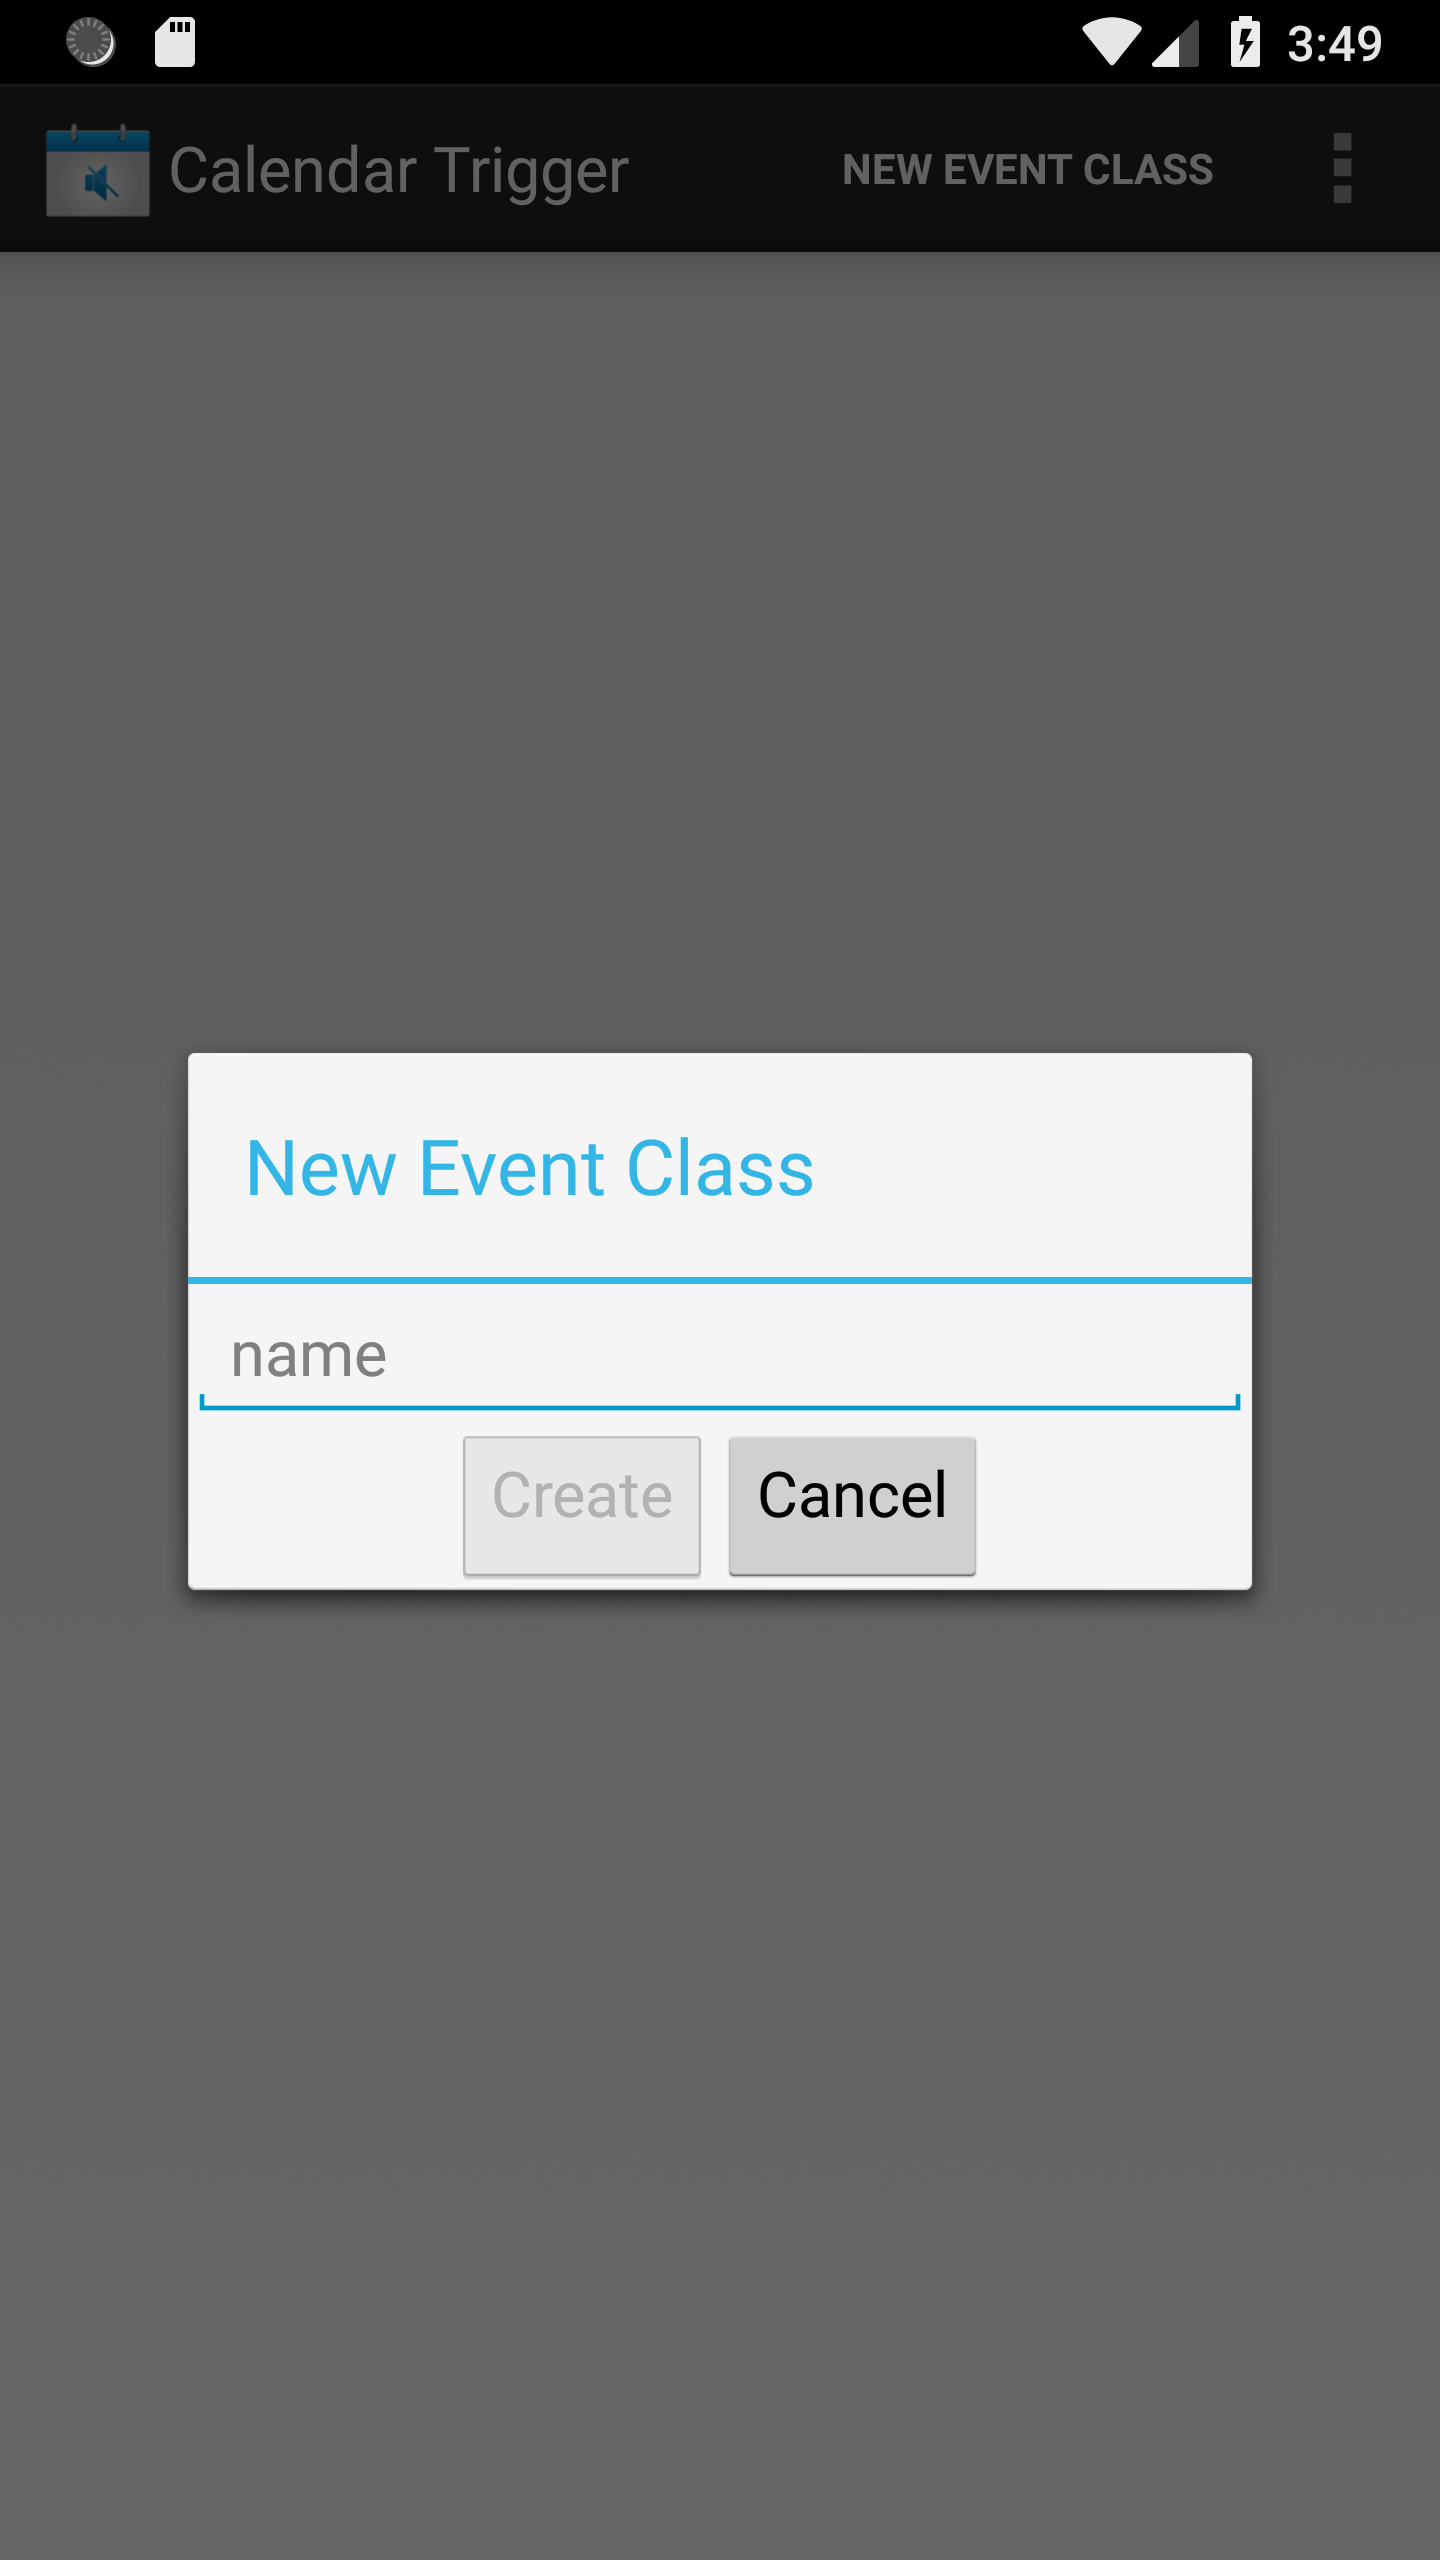 3:49
Calendar Trigger
NEW EVENT CLASS
New Event Class
name
Create
Cancel